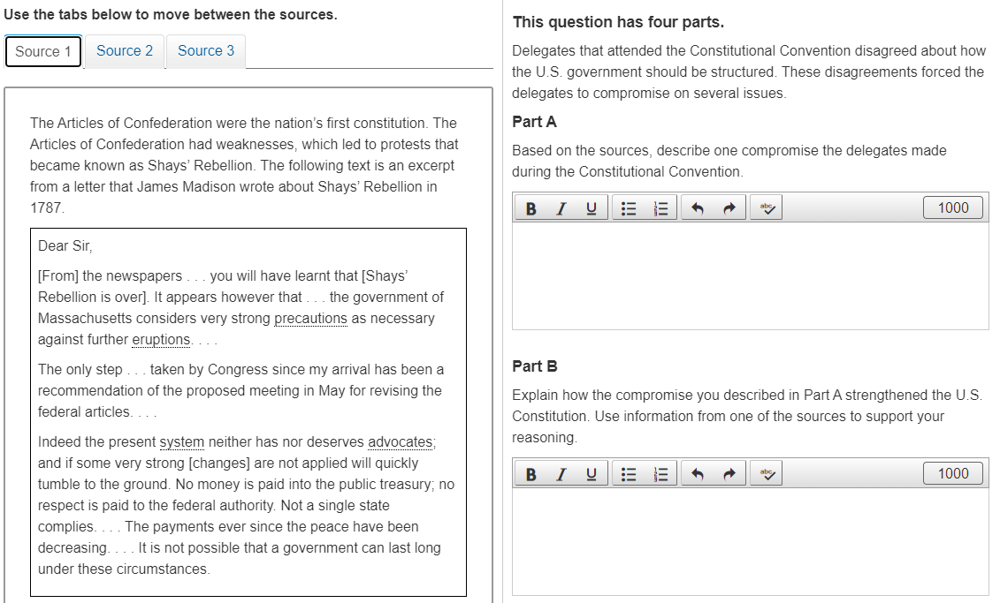 Use the tabs below to move between the sources.
Source 1
Source 2
Source 3
The Articles of Confederation were the nation's first constitution. The
Articles of Confederation had weaknesses, which led to protests that
became known as Shays' Rebellion. The following text is an excerpt
from a letter that James Madison wrote about Shays' Rebellion in
1787.
Dear Sir,
[From] the newspapers . . . you will have learnt that [Shays'
Rebellion is over]. It appears however that . . . the government of
Massachusetts considers very strong precautions as necessary
against further eruptions. . . .
The only step . . . taken by Congress since my arrival has been a
recommendation of the proposed meeting in May for revising the
federal articles. . . .
Indeed the present system neither has nor deserves advocates;
and if some very strong [changes] are not applied will quickly
tumble to the ground. No money is paid into the public treasury; no
respect is paid to the federal authority. Not a single state
complies. . . . The payments ever since the peace have been
decreasing. . . . It is not possible that a government can last long
under these circumstances.
This question has four parts.
Delegates that attended the Constitutional Convention disagreed about how
the U.S. government should be structured. These disagreements forced the
delegates to compromise on several issues.
Part A
Based on the sources, describe one compromise the delegates made
during the Constitutional Convention.
B I U abc 1000
Part B
Explain how the compromise you described in Part A strengthened the U.S.
Constitution. Use information from one of the sources to support your
reasoning.
B I U abc 1000